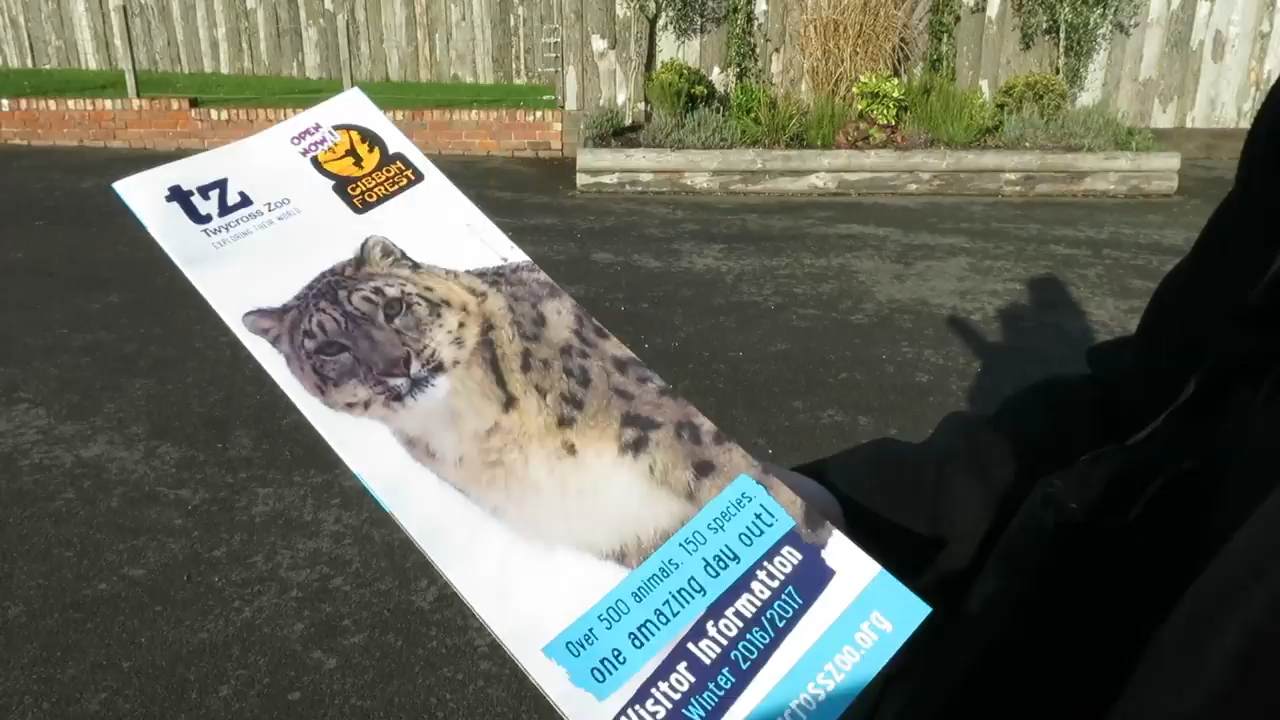 OPEN
NOW!
GIBBON
FOREST
tz
Twycross Zoo
EXPLORING THEIR WORLD
Over 500 animals. 150 species.
one amazing day out!
Visitor Information
Winter 2016/2017
crosszoo.org